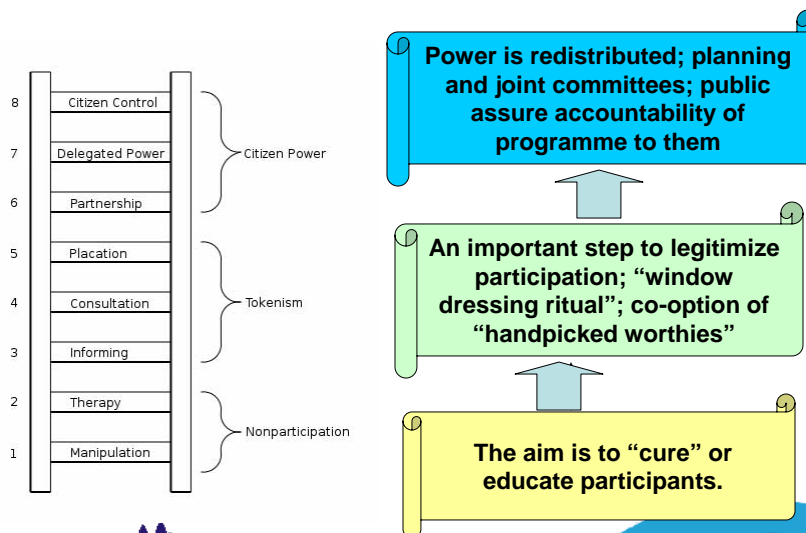 8 Citizen Control
7 Delegated Power
6 Partnership
5 Placation
4 Consultation
3 Informing
2 Therapy
1 Manipulation
Citizen Power
Tokenism
Nonparticipation
Power is redistributed; planning
and joint committees; public
assure accountability of
programme to them
An important step to legitimize
participation; “window
dressing ritual”; co-option of
“handpicked worthies”
The aim is to “cure” or
educate participants.